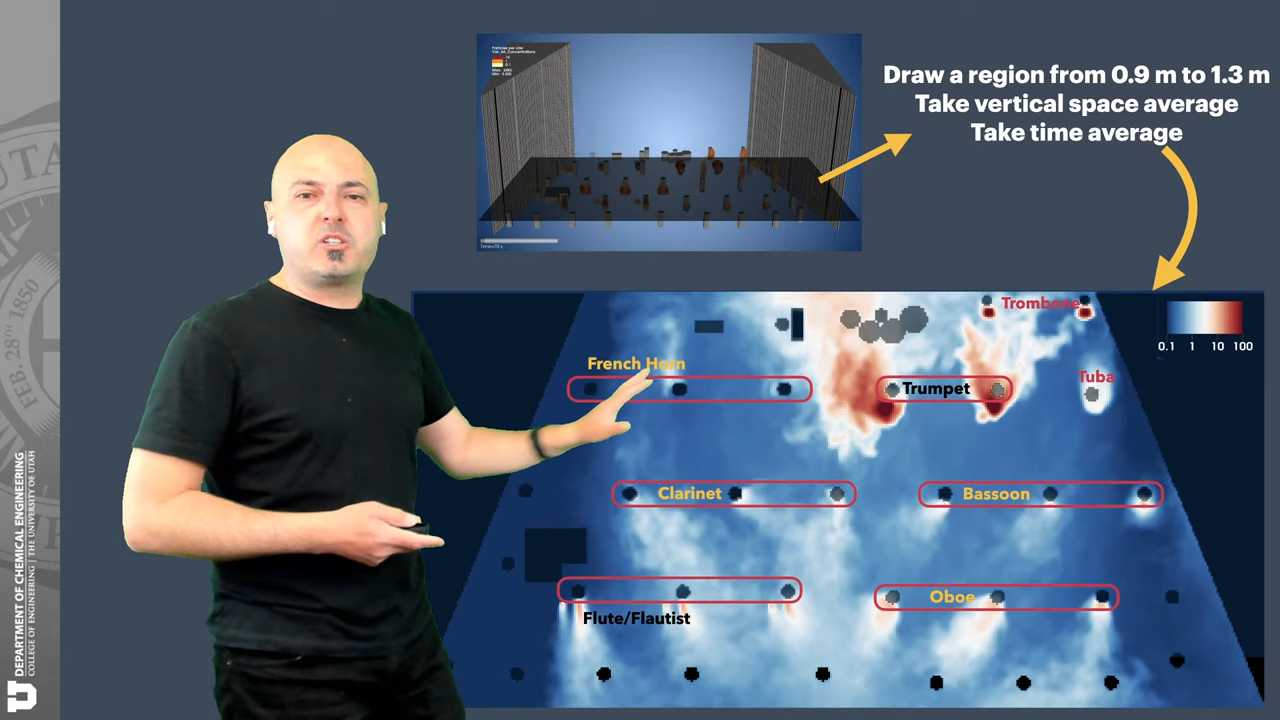 Draw a region from 0.9 m to 1.3 m
Take vertical space average
Take time average
Trombone
French Horn
Trumpet
Tuba
0.1 1 10 100
Clarinet
Bassoon
Flute/Flautist
Oboe
UTA
FEB. 28TH 1850
DEPARTMENT OF CHEMICAL ENGINEERING
COLLEGE OF ENGINEERING | THE UNIVERSITY OF UTAH